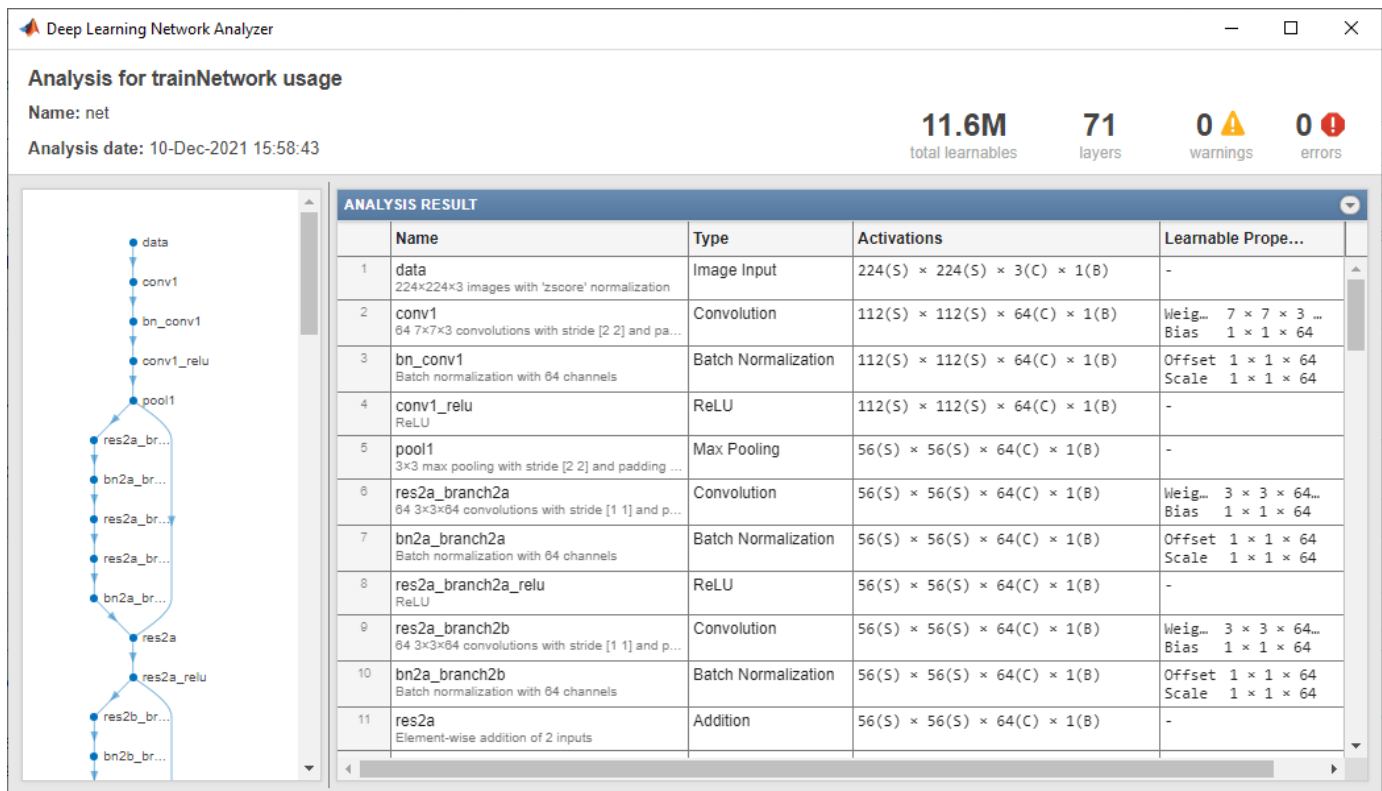 Deep Learning Network Analyzer
Analysis for trainNetwork usage
Name: net
Analysis date: 10-Dec-2021 15:58:43
11.6M
total learnables
71
layers
0
warnings
0
errors
data
conv1
bn_conv1
conv1_relu
pool1
res2a_br...
bn2a_br...
res2a_br...
res2a_br...
bn2a_br...
res2a
res2a_relu
res2b_br...
bn2b_br...
ANALYSIS RESULT
Name Type Activations Learnable Prope...
1 data Image Input 224(S) × 224(S) × 3(C) × 1(B) -
224×224×3 images with 'zscore' normalization
2 conv1 Convolution 112(S) × 112(S) × 64(C) × 1(B) Weig… 7 × 7 × 3 …
64 7×7×3 convolutions with stride [2 2] and pa... Bias 1 × 1 × 64
3 bn_conv1 Batch Normalization 112(S) × 112(S) × 64(C) × 1(B) Offset 1 × 1 × 64
Batch normalization with 64 channels Scale 1 × 1 × 64
4 conv1_relu ReLU 112(S) × 112(S) × 64(C) × 1(B) -
ReLU
5 pool1 Max Pooling 56(S) × 56(S) × 64(C) × 1(B) -
3×3 max pooling with stride [2 2] and padding ...
6 res2a_branch2a Convolution 56(S) × 56(S) × 64(C) × 1(B) Weig… 3 × 3 × 64…
64 3×3×64 convolutions with stride [1 1] and p... Bias 1 × 1 × 64
7 bn2a_branch2a Batch Normalization 56(S) × 56(S) × 64(C) × 1(B) Offset 1 × 1 × 64
Batch normalization with 64 channels Scale 1 × 1 × 64
8 res2a_branch2a_relu ReLU 56(S) × 56(S) × 64(C) × 1(B) -
ReLU
9 res2a_branch2b Convolution 56(S) × 56(S) × 64(C) × 1(B) Weig… 3 × 3 × 64…
64 3×3×64 convolutions with stride [1 1] and p... Bias 1 × 1 × 64
10 bn2a_branch2b Batch Normalization 56(S) × 56(S) × 64(C) × 1(B) Offset 1 × 1 × 64
Batch normalization with 64 channels Scale 1 × 1 × 64
11 res2a Addition 56(S) × 56(S) × 64(C) × 1(B) -
Element-wise addition of 2 inputs